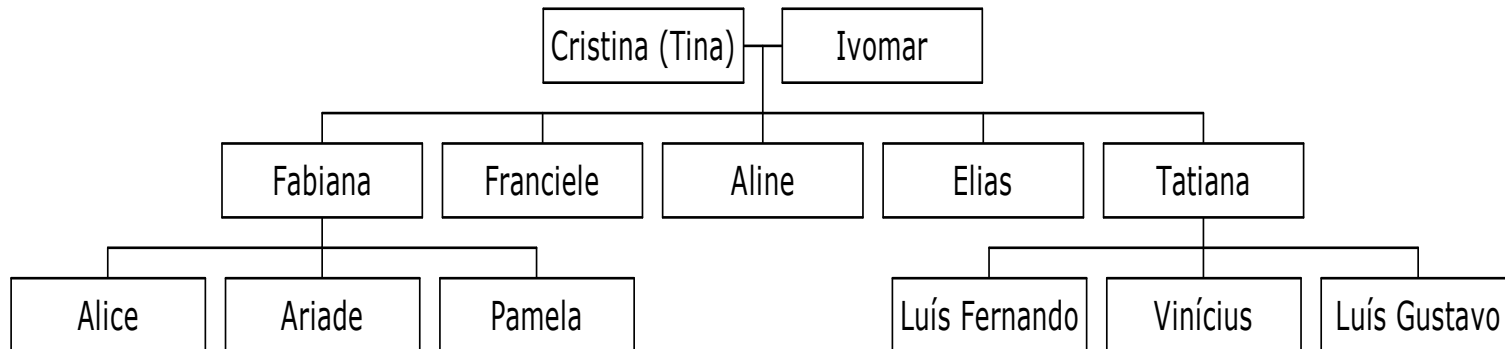 Cristina (Tina) Ivomar
Fabiana Franciele Aline Elias Tatiana
Alice Ariade Pamela Luís Fernando Vinícius Luís Gustavo